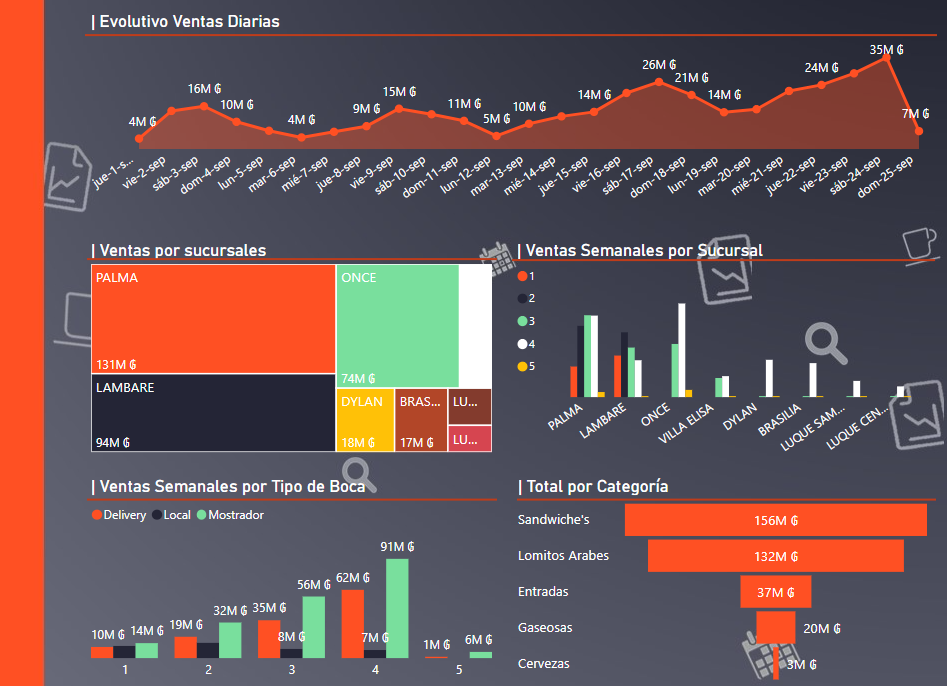 | Evolutivo Ventas Diarias
4M ₲
16M ₲
10M ₲
4M ₲
9M ₲
15M ₲
11M ₲
5M ₲
10M ₲
14M ₲
26M ₲
21M ₲
14M ₲
24M ₲
35M ₲
7M ₲
jue-1-s...
vie-2-sep
sáb-3-sep
dom-4-sep
lun-5-sep
mar-6-sep
mié-7-sep
jue-8-sep
vie-9-sep
sáb-10-sep
dom-11-sep
lun-12-sep
mar-13-sep
mié-14-sep
jue-15-sep
vie-16-sep
sáb-17-sep
dom-18-sep
lun-19-sep
mar-20-sep
mié-21-sep
jue-22-sep
vie-23-sep
sáb-24-sep
dom-25-sep
| Ventas por sucursales
PALMA
131M ₲
LAMBARE
94M ₲
ONCE
74M ₲
DYLAN
18M ₲
BRAS...
17M ₲
LU...
LU...
| Ventas Semanales por Sucursal
1
2
3
4
5
PALMA
LAMBARE
ONCE
VILLA ELISA
DYLAN
BRASILIA
LUQUE SAM...
LUQUE CEN...
| Ventas Semanales por Tipo de Boca
Delivery Local Mostrador
10M ₲ 14M ₲
19M ₲ 32M ₲
35M ₲ 8M ₲ 56M ₲
62M ₲ 7M ₲ 91M ₲
1M ₲ 6M ₲
1 2 3 4 5
| Total por Categoría
Sandwiche's 156M ₲
Lomitos Arabes 132M ₲
Entradas 37M ₲
Gaseosas 20M ₲
Cervezas 3M ₲